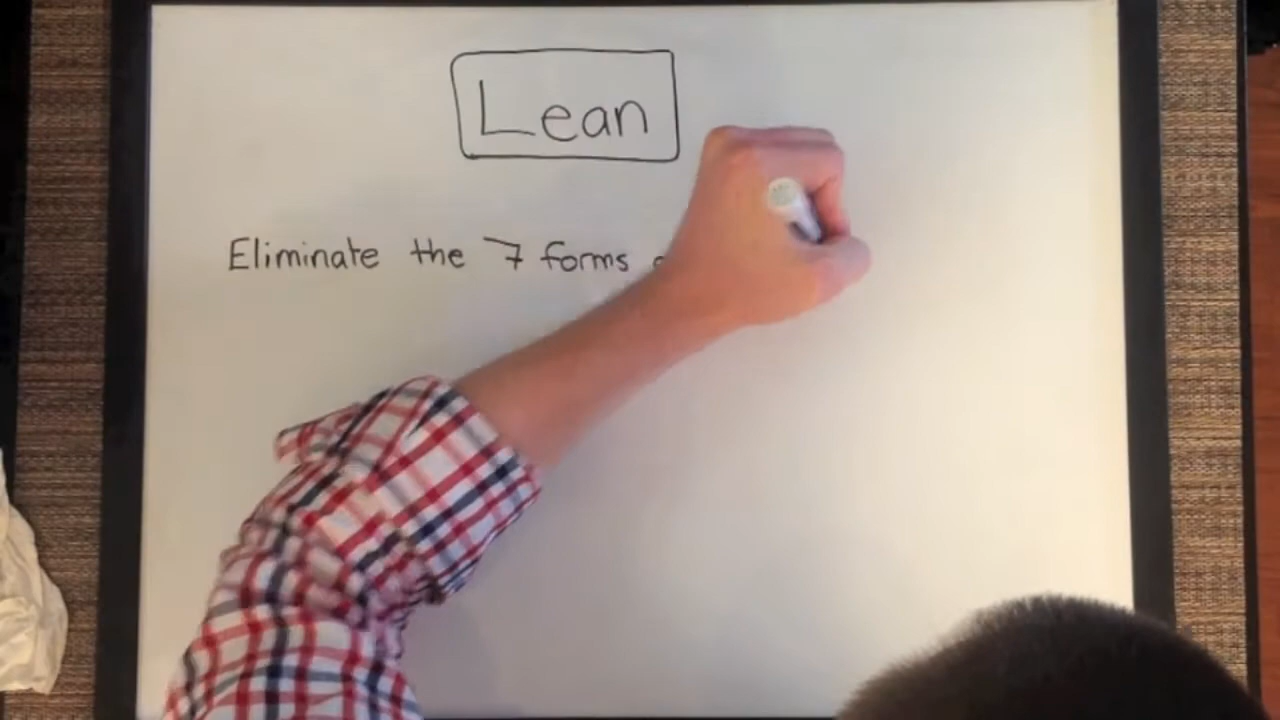 Lean
Eliminate the 7 forms